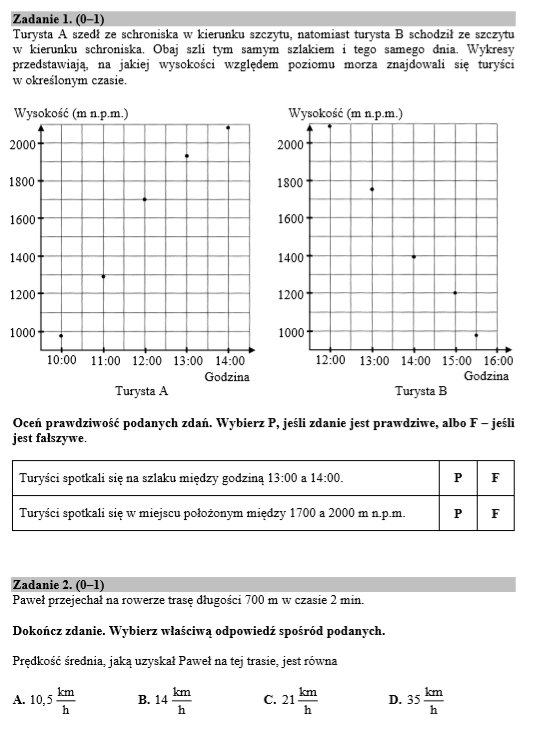 Zadanie 1. (0–1)
Turysta A szedł ze schroniska w kierunku szczytu, natomiast turysta B schodził ze szczytu
w kierunku schroniska. Obaj szli tym samym szlakiem i tego samego dnia. Wykresy
przedstawiają, na jakiej wysokości względem poziomu morza znajdowali się turyści
w określonym czasie.
Wysokość (m n.p.m.)
2000
1800
1600
1400
1200
1000
10:00 11:00 12:00 13:00 14:00
Godzina
Turysta A
Wysokość (m n.p.m.)
2000
1800
1600
1400
1200
1000
12:00 13:00 14:00 15:00 16:00
Godzina
Turysta B
Oceń prawdziwość podanych zdań. Wybierz P, jeśli zdanie jest prawdziwe, albo F – jeśli
jest fałszywe.
Turyści spotkali się na szlaku między godziną 13:00 a 14:00. P F
Turyści spotkali się w miejscu położonym między 1700 a 2000 m n.p.m. P F
Zadanie 2. (0–1)
Paweł przejechał na rowerze trasę długości 700 m w czasie 2 min.
Dokończ zdanie. Wybierz właściwą odpowiedź spośród podanych.
Prędkość średnia, jaką uzyskał Paweł na tej trasie, jest równa
A. 10,5 km/h B. 14 km/h C. 21 km/h D. 35 km/h